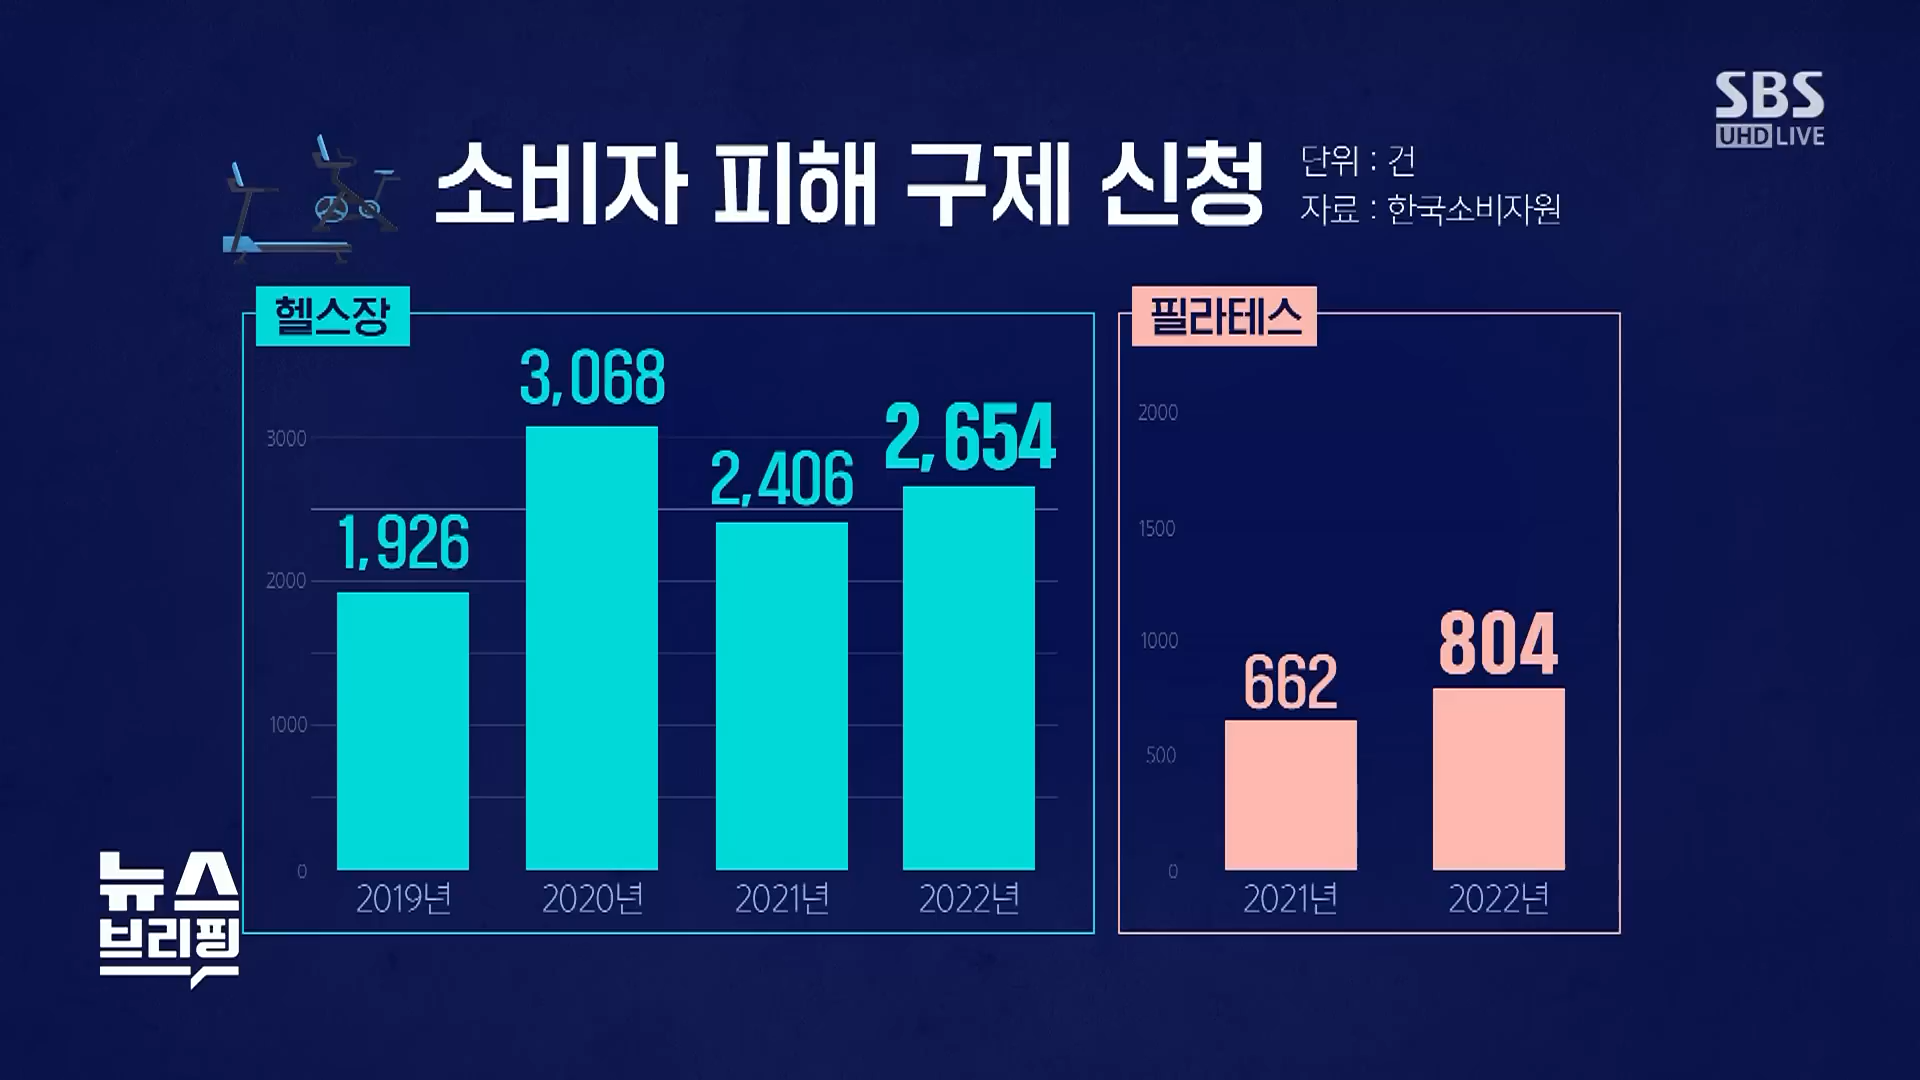 SBS
UHD LIVE
소비자 피해 구제 신청
단위 : 건
자료 : 한국소비자원
헬스장
3,068
2,654
2,406
1,926
3000
2000
1000
0
2019년 2020년 2021년 2022년
필라테스
2000
1500
1000
500
0
804
662
2021년 2022년
뉴스
브리핑